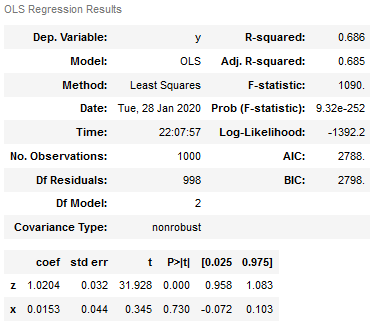 OLS Regression Results
Dep. Variable: y R-squared: 0.686
Model: OLS Adj. R-squared: 0.685
Method: Least Squares F-statistic: 1090.
Date: Tue, 28 Jan 2020 Prob (F-statistic): 9.32e-252
Time: 22:07:57 Log-Likelihood: -1392.2
No. Observations: 1000 AIC: 2788.
Df Residuals: 998 BIC: 2798.
Df Model: 2
Covariance Type: nonrobust
coef std err t P>|t| [0.025 0.975]
z 1.0204 0.032 31.928 0.000 0.958 1.083
x 0.0153 0.044 0.345 0.730 -0.072 0.103